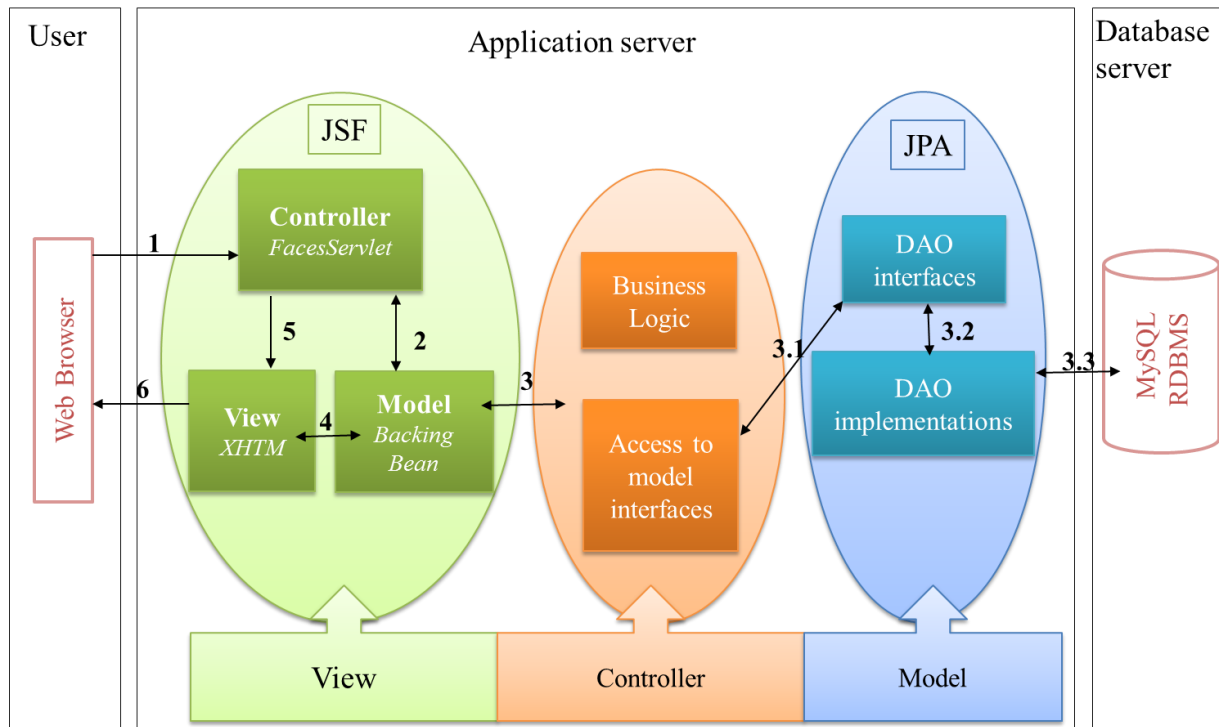 User
Application server
Database
server
JSF
JPA
Controller
FacesServlet
DAO
interfaces
Business
Logic
1
5
2
3.1
3.2
3.3
Web Browser
MySQL
RDBMS
6
View
XHTM
4
Model
Backing
Bean
3
DAO
implementations
Access to
model
interfaces
View
Controller
Model